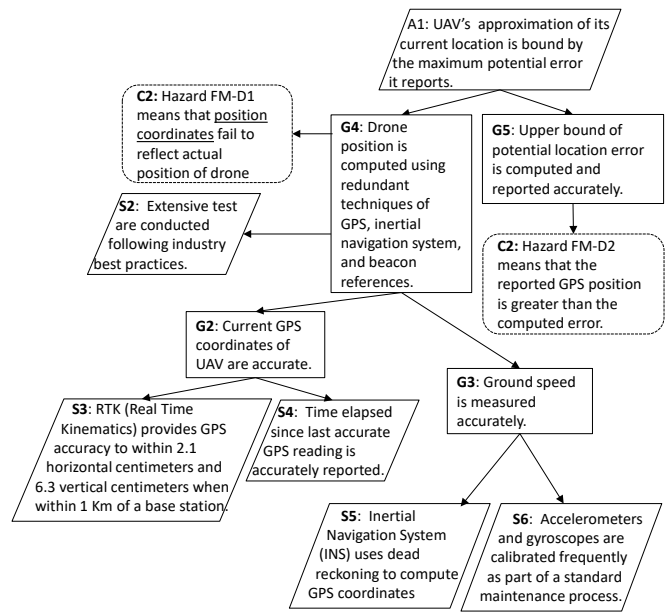 A1: UAV's approximation of its
current location is bound by
the maximum potential error
it reports.
C2: Hazard FM-D1
means that position
coordinates fail to
reflect actual
position of drone
G4: Drone
position is
computed using
redundant
techniques of
GPS, inertial
navigation system,
and beacon
references.
G5: Upper bound of
potential location error
is computed and
reported accurately.
S2: Extensive test
are conducted
following industry
best practices.
C2: Hazard FM-D2
means that the
reported GPS position
is greater than the
computed error.
G2: Current GPS
coordinates of
UAV are accurate.
G3: Ground speed
is measured
accurately.
S3: RTK (Real Time
Kinematics) provides GPS
accuracy to within 2.1
horizontal centimeters and
6.3 vertical centimeters when
within 1 Km of a base station.
S4: Time elapsed
since last accurate
GPS reading is
accurately reported.
S5: Inertial
Navigation System
(INS) uses dead
reckoning to compute
GPS coordinates
S6: Accelerometers
and gyroscopes are
calibrated frequently
as part of a standard
maintenance process.